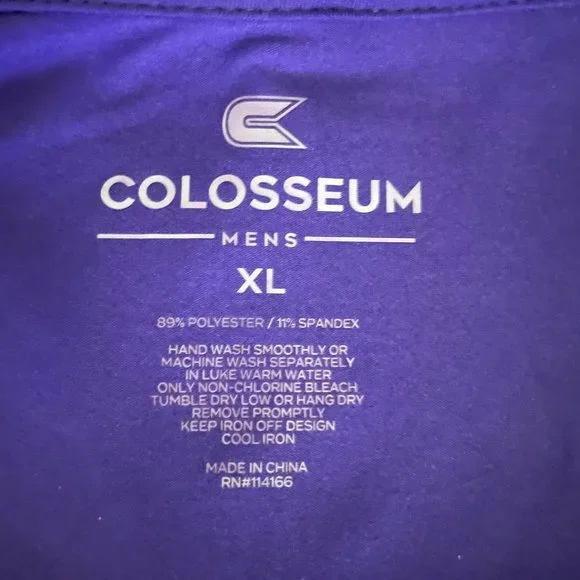 COLOSSEUM
MENS
XL
89% POLYESTER / 11% SPANDEX
HAND WASH SMOOTHLY OR
MACHINE WASH SEPARATELY
IN LUKE WARM WATER
ONLY NON-CHLORINE BLEACH
TUMBLE DRY LOW OR HANG DRY
REMOVE PROMPTLY
KEEP IRON OFF DESIGN
COOL IRON
MADE IN CHINA
RN#114166